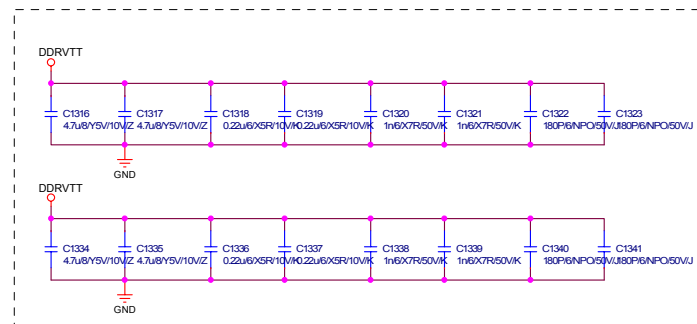 DDRVTT
C1316 C1317 C1318 C1319 C1320 C1321 C1322 C1323
4.7u/8/Y5V/10V/Z 4.7u/8/Y5V/10V/Z 0.22u/6/X5R/10V/K 0.22u/6/X5R/10V/K 1n/6/X7R/50V/K 1n/6/X7R/50V/K 180P/6/NPO/50V/J 180P/6/NPO/50V/J
GND
DDRVTT
C1334 C1335 C1336 C1337 C1338 C1339 C1340 C1341
4.7u/8/Y5V/10V/Z 4.7u/8/Y5V/10V/Z 0.22u/6/X5R/10V/K 0.22u/6/X5R/10V/K 1n/6/X7R/50V/K 1n/6/X7R/50V/K 180P/6/NPO/50V/J 180P/6/NPO/50V/J
GND